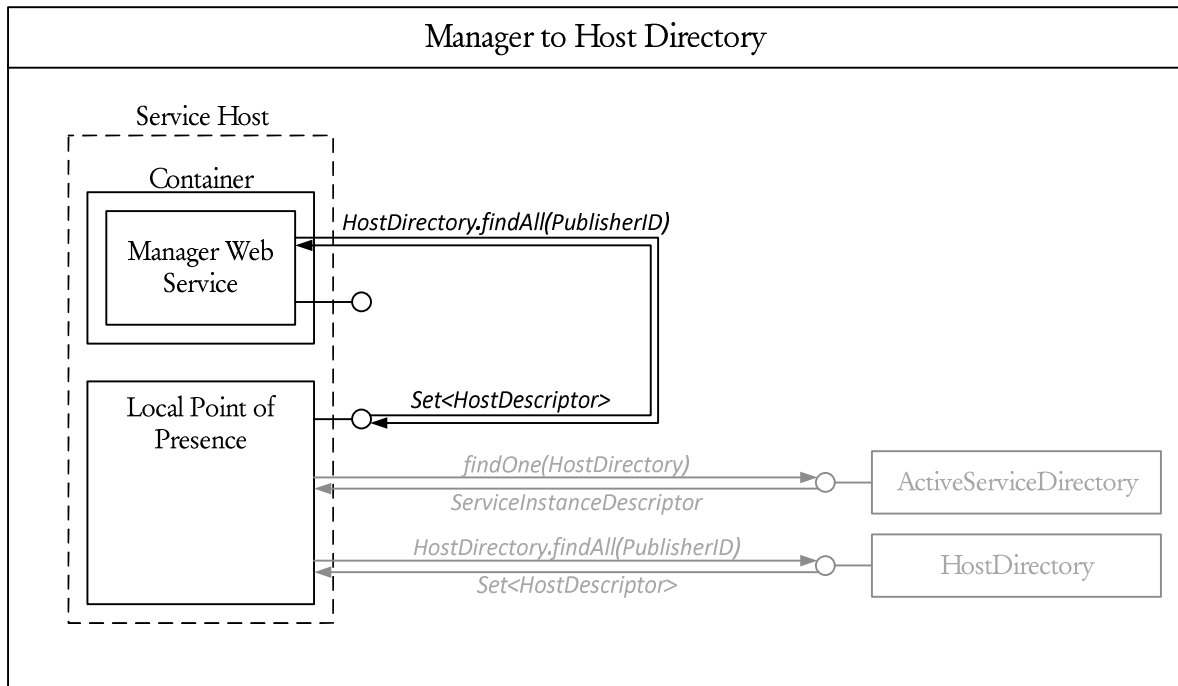 Manager to Host Directory
Service Host
Container
HostDirectory.findAll(PublisherID)
Manager Web
Service
Set<HostDescriptor>
Local Point of
Presence
findOne(HostDirectory)
ActiveServiceDirectory
ServiceInstanceDescriptor
HostDirectory.findAll(PublisherID)
HostDirectory
Set<HostDescriptor>